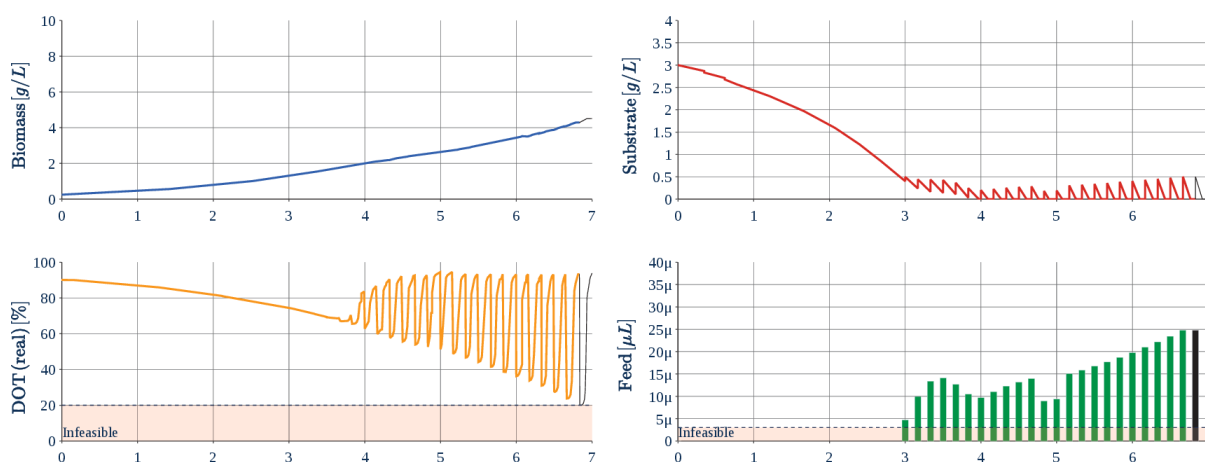 Biomass [g/L]
10
8
6
4
2
0
0 1 2 3 4 5 6 7
Substrate [g/L]
4
3.5
3
2.5
2
1.5
1
0.5
0
0 1 2 3 4 5 6
DOT (real) [%]
100
80
60
40
20
0
Infeasible
0 1 2 3 4 5 6 7
Feed [μL]
40μ
35μ
30μ
25μ
20μ
15μ
10μ
5μ
0
Infeasible
0 1 2 3 4 5 6